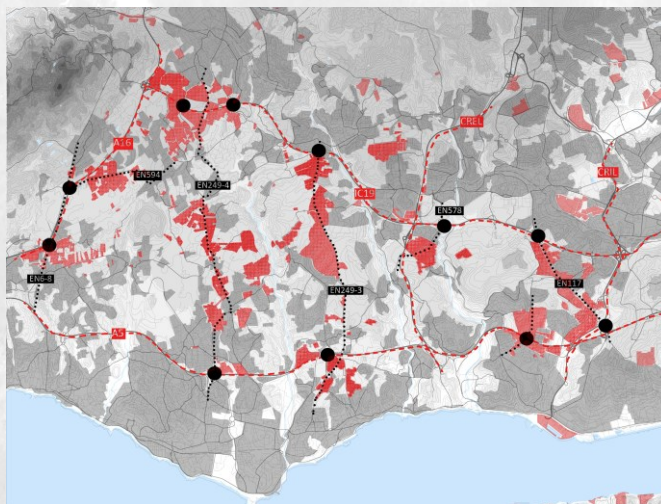 CREL
A16
EN594
CRIL
EN249-4
IC19
EN578
EN6-8
EN117
EN249-3
A5